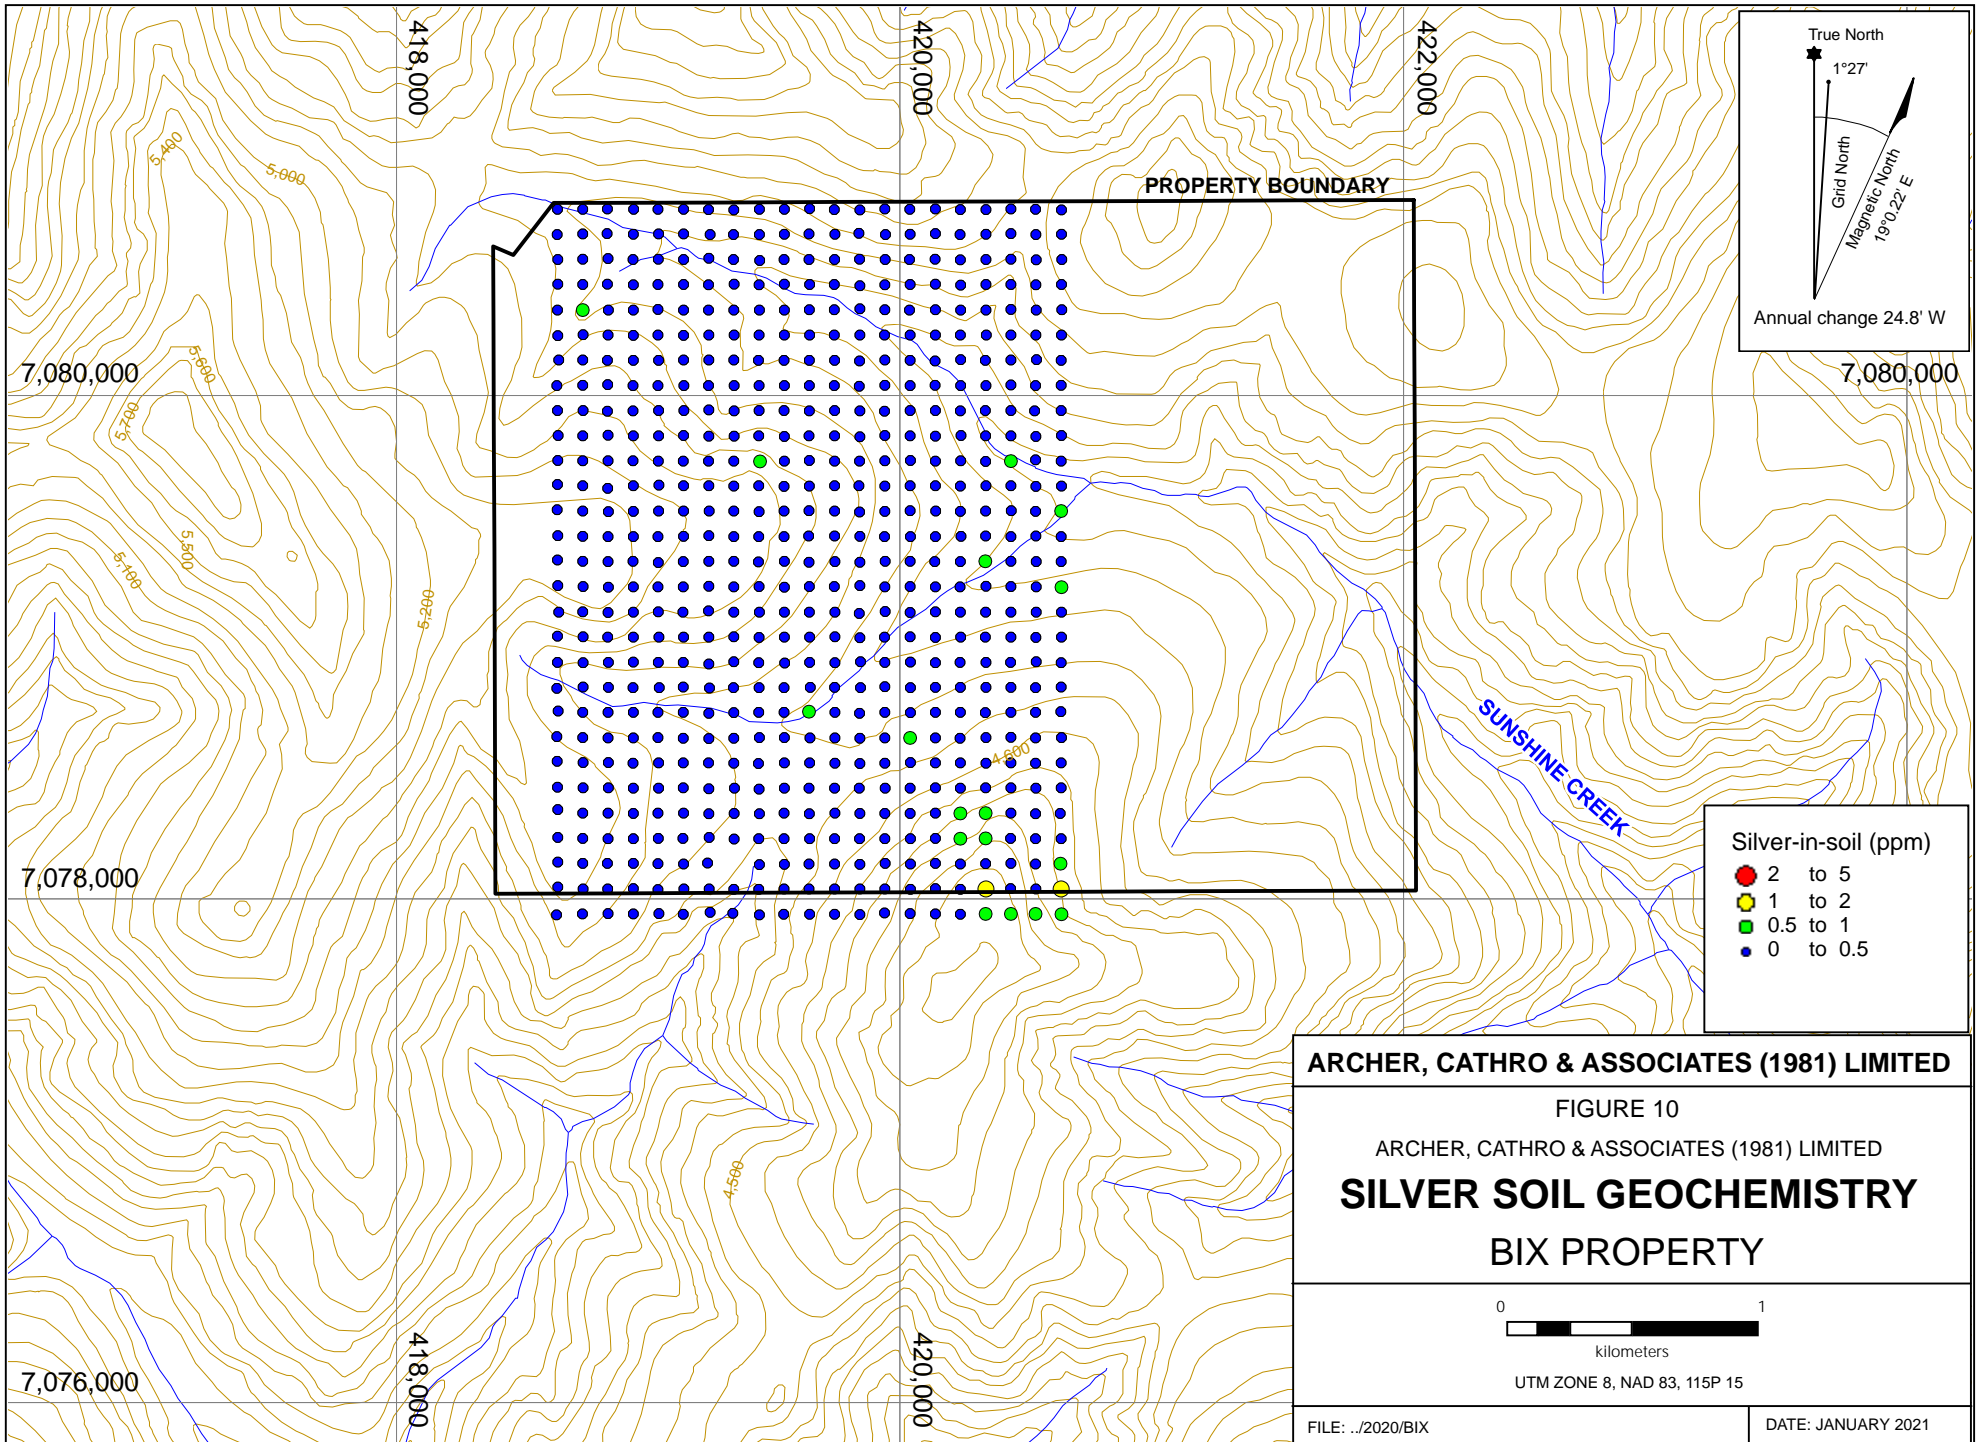 418,000
420,000
422,000
True North
1°27'
Grid North
Magnetic North
19°0.22' E
Annual change 24.8' W
5,400
5,000
PROPERTY BOUNDARY
5,600
7,080,000
7,080,000
5,700
5,500
5,100
5,200
4,600
SUNSHINE CREEK
7,078,000
Silver-in-soil (ppm)
2 to 5
1 to 2
0.5 to 1
0 to 0.5
4,500
ARCHER, CATHRO & ASSOCIATES (1981) LIMITED
FIGURE 10
ARCHER, CATHRO & ASSOCIATES (1981) LIMITED
SILVER SOIL GEOCHEMISTRY
BIX PROPERTY
0 1
kilometers
UTM ZONE 8, NAD 83, 115P 15
FILE: ../2020/BIX
DATE: JANUARY 2021
7,076,000
418,000
420,000